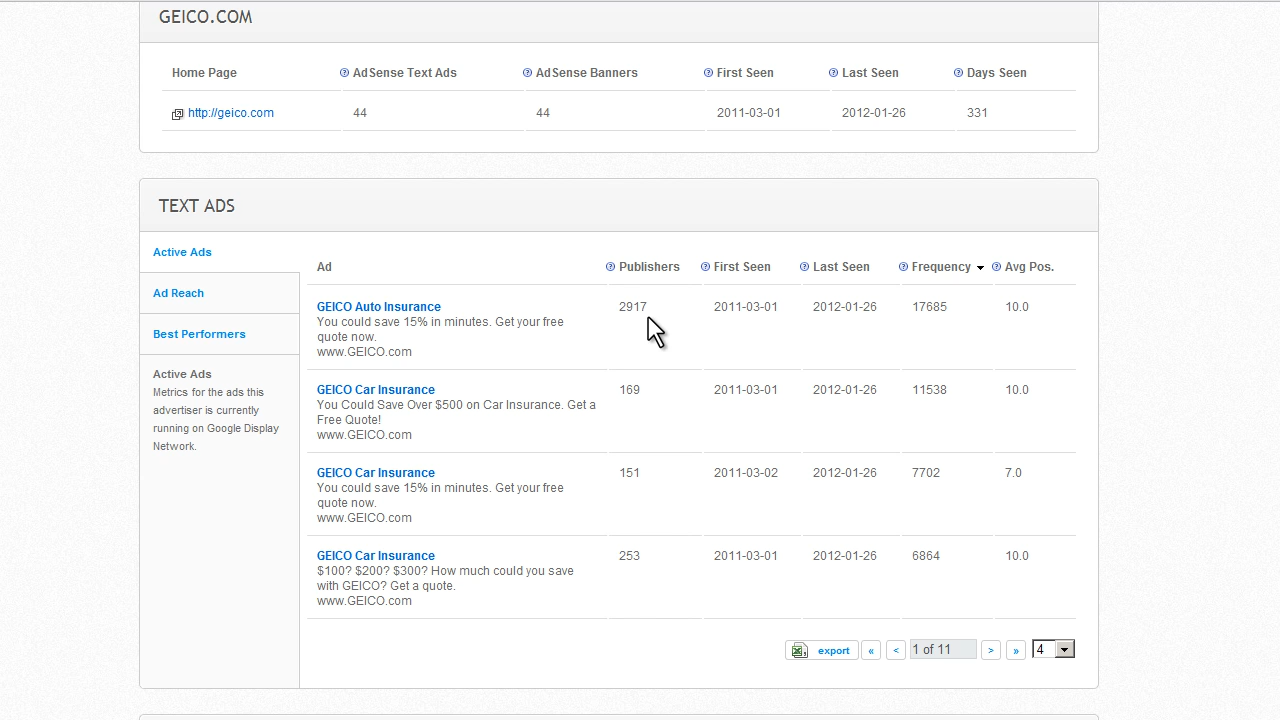 GEICO.COM
Home Page AdSense Text Ads AdSense Banners First Seen Last Seen Days Seen
http://geico.com 44 44 2011-03-01 2012-01-26 331
TEXT ADS
Active Ads
Ad Reach
Best Performers
Active Ads
Metrics for the ads this
advertiser is currently
running on Google Display
Network.
Ad Publishers First Seen Last Seen Frequency Avg Pos.
GEICO Auto Insurance 2917 2011-03-01 2012-01-26 17685 10.0
You could save 15% in minutes. Get your free
quote now.
www.GEICO.com
GEICO Car Insurance 169 2011-03-01 2012-01-26 11538 10.0
You Could Save Over $500 on Car Insurance. Get a
Free Quote!
www.GEICO.com
GEICO Car Insurance 151 2011-03-02 2012-01-26 7702 7.0
You could save 15% in minutes. Get your free
quote now.
www.GEICO.com
GEICO Car Insurance 253 2011-03-01 2012-01-26 6864 10.0
$100? $200? $300? How much could you save
with GEICO? Get a quote.
www.GEICO.com
export « < 1 of 11 > » 4